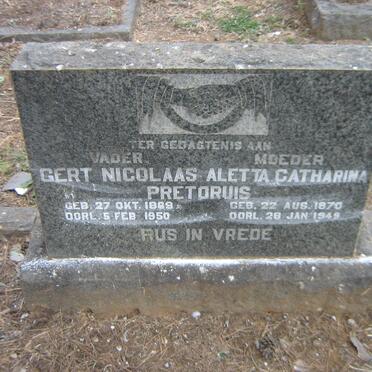 TER GEDAGTENIS AAN
VADER MOEDER
GERT NICOLAAS ALETTA CATHARINA
PRETORUIS
GEB. 27 OKT. 1869 GEB. 22 AUG. 1870
OORL. 5 FEB. 1950 OORL. 28 JAN. 1949
RUS IN VREDE